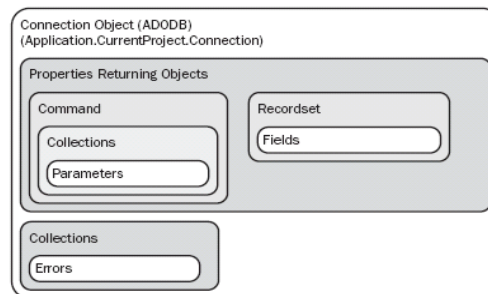 Connection Object (ADODB)
(Application.CurrentProject.Connection)
Properties Returning Objects
Command
Collections
Parameters
Recordset
Fields
Collections
Errors